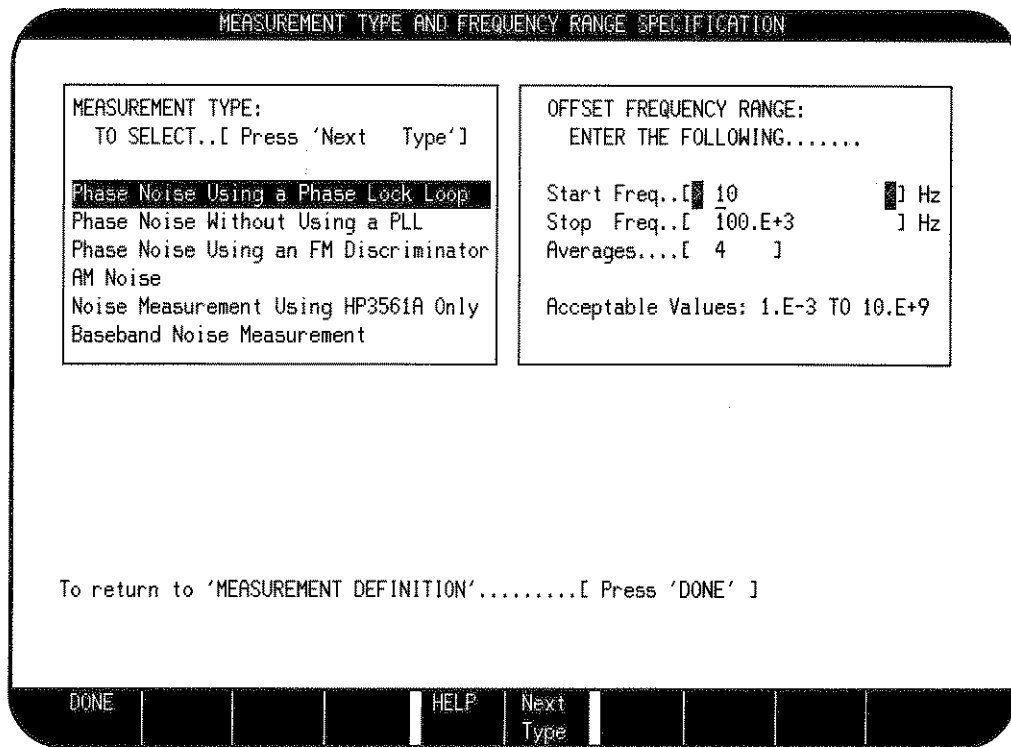 MEASUREMENT TYPE AND FREQUENCY RANGE SPECIFICATION
MEASUREMENT TYPE:
TO SELECT..[ Press 'Next Type']
Phase Noise Using a Phase Lock Loop
Phase Noise Without Using a PLL
Phase Noise Using an FM Discriminator
AM Noise
Noise Measurement Using HP3561A Only
Baseband Noise Measurement
OFFSET FREQUENCY RANGE:
ENTER THE FOLLOWING.......
Start Freq..[ 10 ] Hz
Stop Freq..[ 100.E+3 ] Hz
Averages....[ 4 ]
Acceptable Values: 1.E-3 TO 10.E+9
To return to 'MEASUREMENT DEFINITION'.........[ Press 'DONE' ]
DONE
HELP
Next
Type